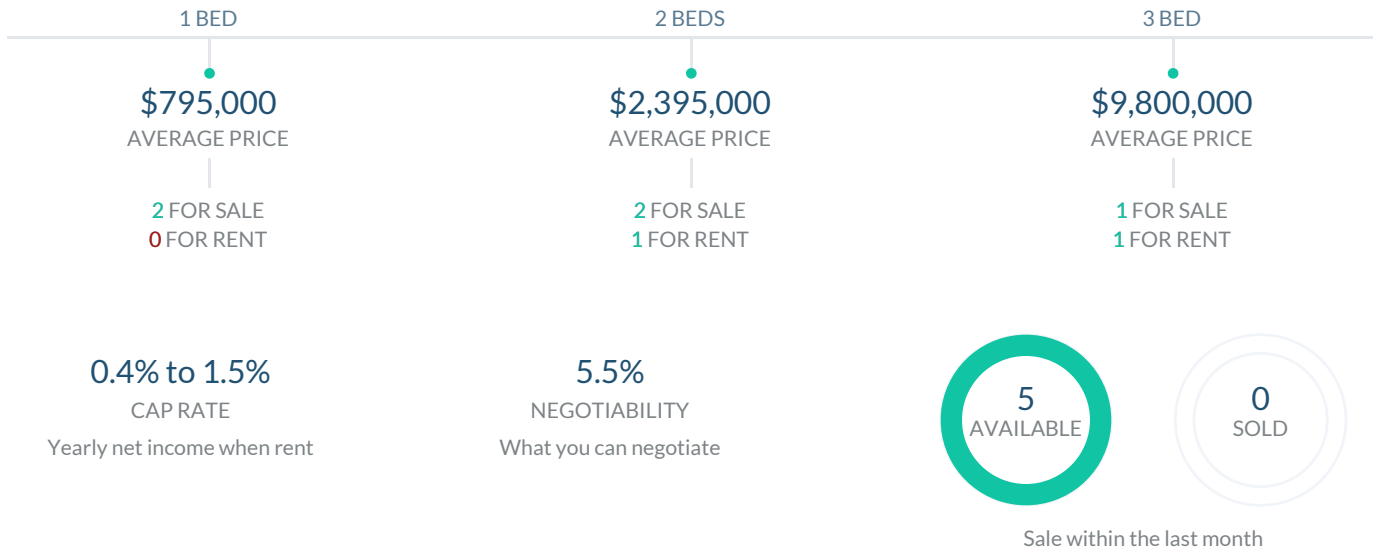 1 BED
$795,000
AVERAGE PRICE
2 FOR SALE
0 FOR RENT
2 BEDS
$2,395,000
AVERAGE PRICE
2 FOR SALE
1 FOR RENT
3 BED
$9,800,000
AVERAGE PRICE
1 FOR SALE
1 FOR RENT
0.4% to 1.5%
CAP RATE
Yearly net income when rent
5.5%
NEGOTIABILITY
What you can negotiate
5
AVAILABLE
0
SOLD
Sale within the last month